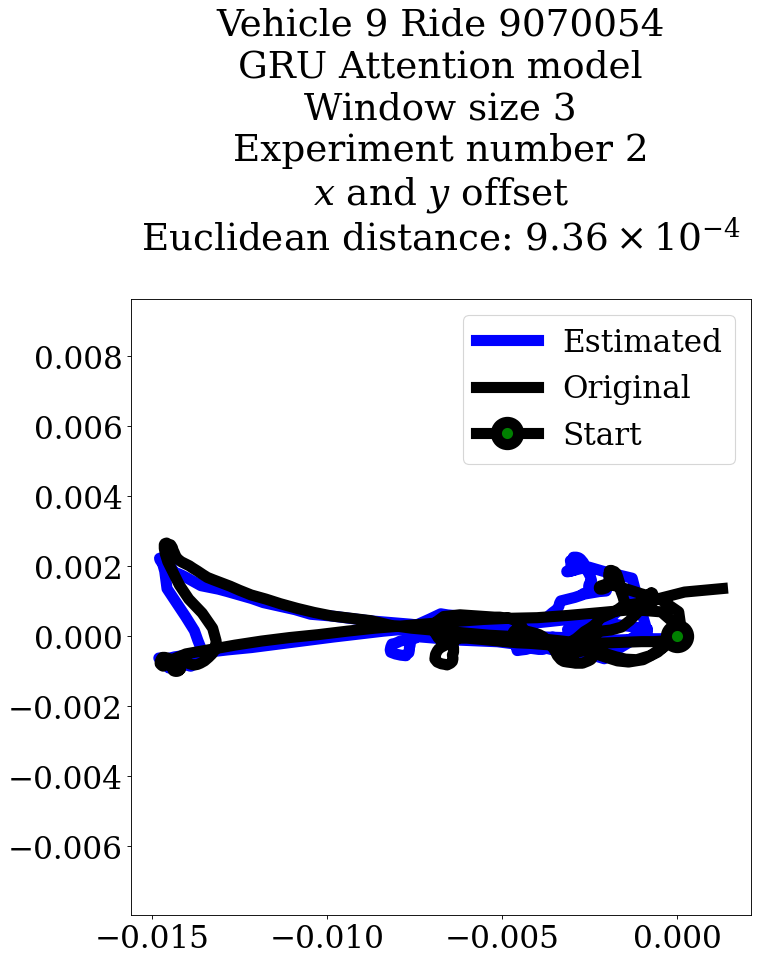 Vehicle 9 Ride 9070054
GRU Attention model
Window size 3
Experiment number 2
x and y offset
Euclidean distance: 9.36 × 10⁻⁴
Estimated
Original
Start
0.008
0.006
0.004
0.002
0.000
−0.002
−0.004
−0.006
−0.015 −0.010 −0.005 0.000